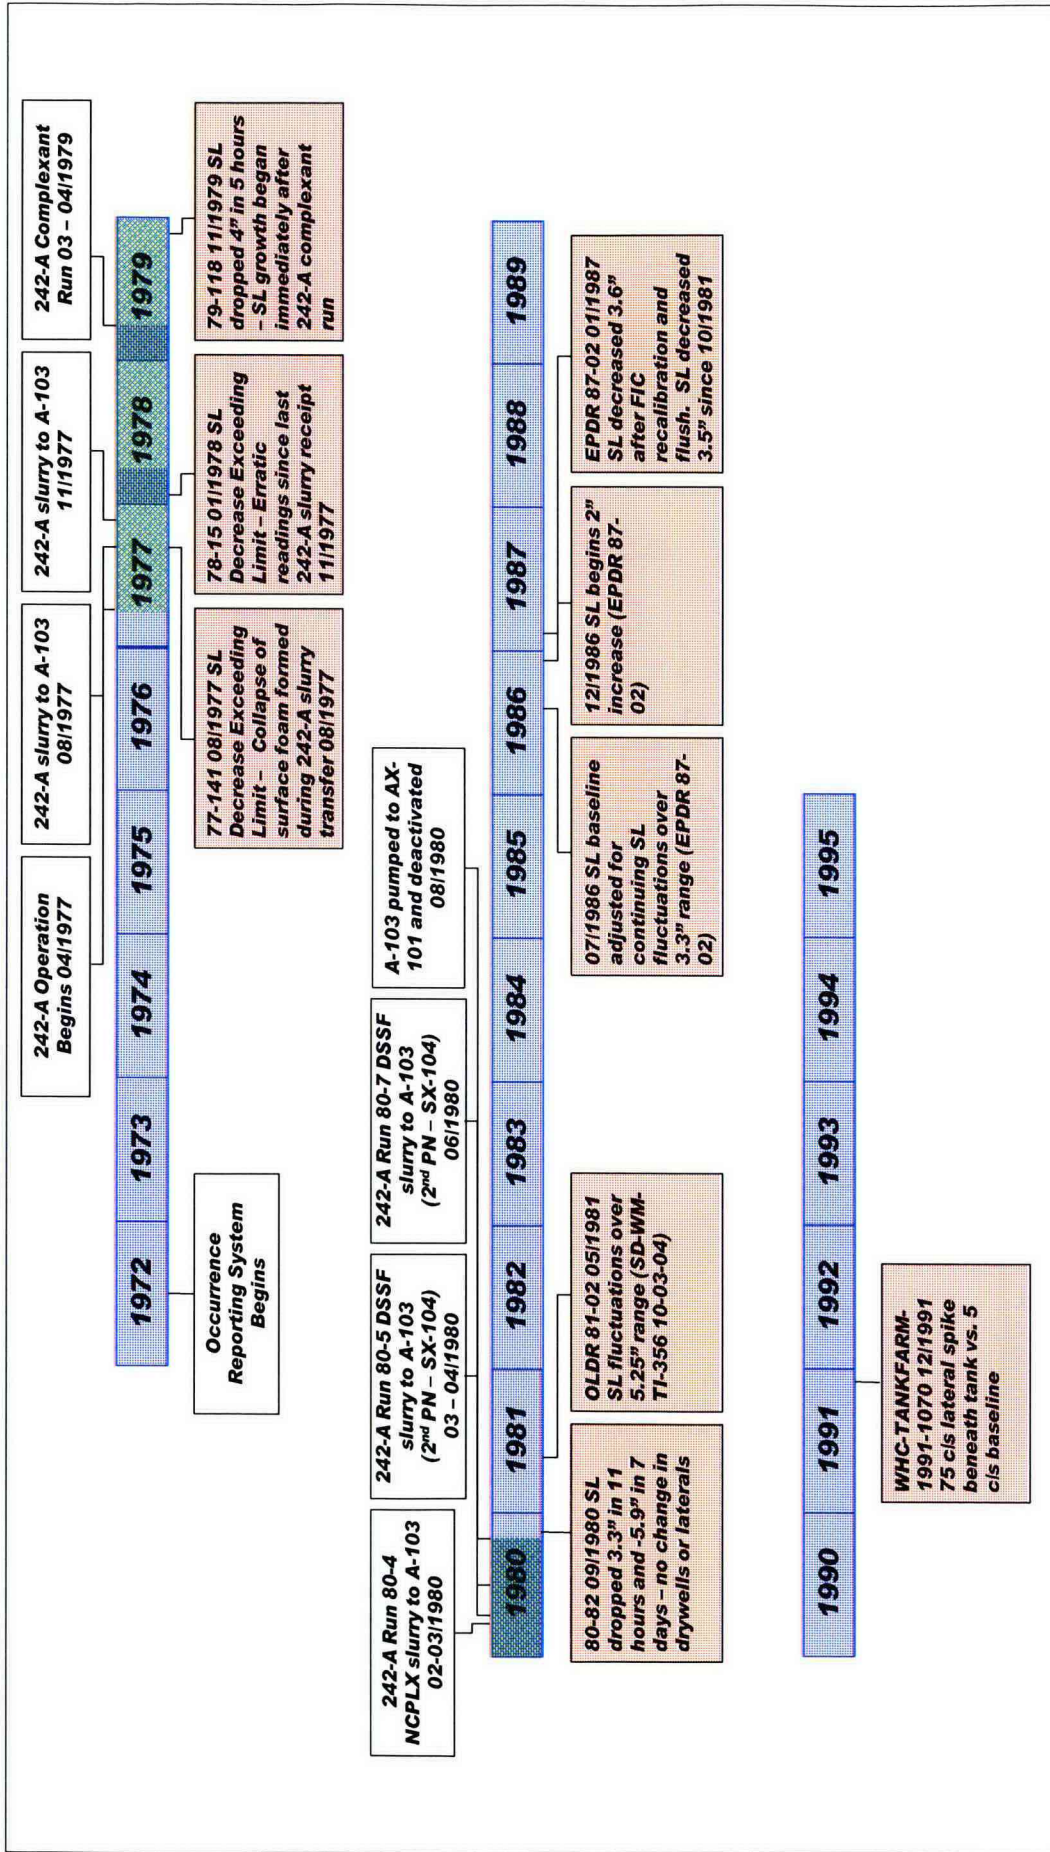 242-A Operation
Begins 04/1977
242-A slurry to A-103
08/1977
242-A slurry to A-103
11/1977
242-A Complexant
Run 03 – 04/1979
1972
1973
1974
1975
1976
1977
1978
1979
Occurrence
Reporting System
Begins
77-141 08/1977 SL
Decrease Exceeding
Limit – Collapse of
surface foam formed
during 242-A slurry
transfer 08/1977
78-15 01/1978 SL
Decrease Exceeding
Limit – Erratic
readings since last
242-A slurry receipt
11/1977
79-118 11/1979 SL
dropped 4” in 5 hours
– SL growth began
immediately after
242-A complexant
run
242-A Run 80-4
NCPLX slurry to A-103
02-03/1980
242-A Run 80-5 DSSF
slurry to A-103
(2nd PN – SX-104)
03 – 04/1980
242-A Run 80-7 DSSF
slurry to A-103
(2nd PN – SX-104)
06/1980
A-103 pumped to AX-
101 and deactivated
08/1980
1980
1981
1982
1983
1984
1985
1986
1987
1988
1989
80-82 09/1980 SL
dropped 3.3” in 11
hours and -5.9” in 7
days – no change in
drywells or laterals
OLDR 81-02 05/1981
SL fluctuations over
5.25” range (SD-WM-
TI-356 10-03-04)
07/1986 SL baseline
adjusted for
continuing SL
fluctuations over
3.3” range (EPDR 87-
02)
12/1986 SL begins 2”
increase (EPDR 87-
02)
EPDR 87-02 01/1987
SL decreased 3.6”
after FIC
recalibration and
flush. SL decreased
3.5” since 10/1981
1990
1991
1992
1993
1994
1995
WHC-TANKFARM-
1991-1070 12/1991
75 c/s lateral spike
beneath tank vs. 5
c/s baseline